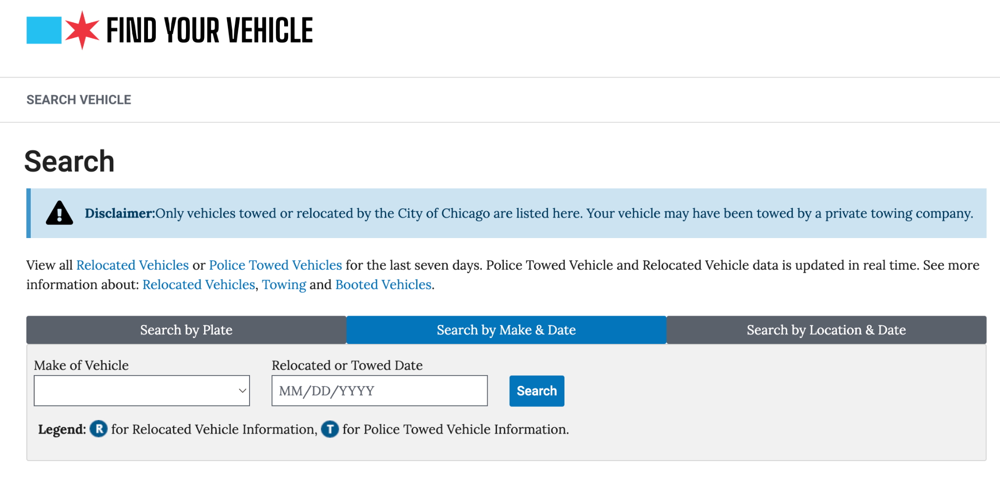 FIND YOUR VEHICLE
SEARCH VEHICLE
Search
Disclaimer:Only vehicles towed or relocated by the City of Chicago are listed here. Your vehicle may have been towed by a private towing company.
View all Relocated Vehicles or Police Towed Vehicles for the last seven days. Police Towed Vehicle and Relocated Vehicle data is updated in real time. See more
information about: Relocated Vehicles, Towing and Booted Vehicles.
Search by Plate
Search by Make & Date
Search by Location & Date
Make of Vehicle
Relocated or Towed Date
MM/DD/YYYY
Search
Legend: R for Relocated Vehicle Information, T for Police Towed Vehicle Information.